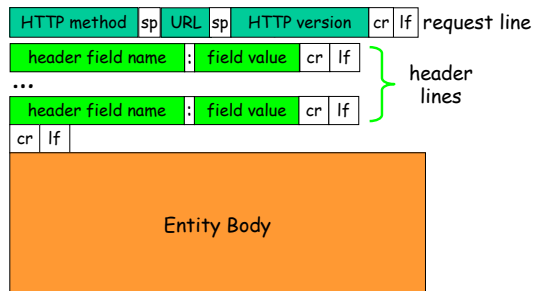 HTTP method sp URL sp HTTP version cr lf request line
header field name : field value cr lf
...
header lines
header field name : field value cr lf
cr lf
Entity Body